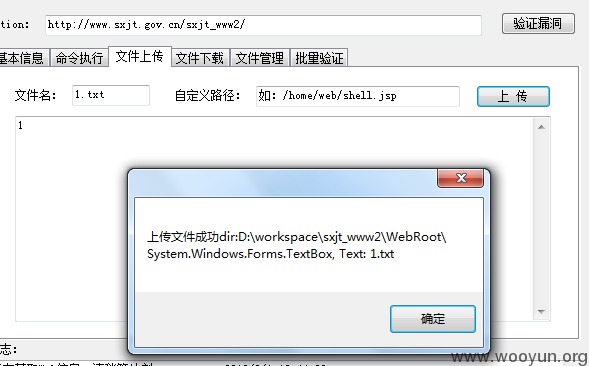 tion: http://www.sxjt.gov.cn/sxjt_www2/ 验证漏洞
基本信息 命令执行 文件上传 文件下载 文件管理 批量验证
文件名: 1.txt 自定义路径: 如: /home/web/shell.jsp 上 传
1
上传文件成功dir:D:\workspace\sxjt_www2\WebRoot\
System.Windows.Forms.TextBox, Text: 1.txt
确定
志:
www.wooyun.org